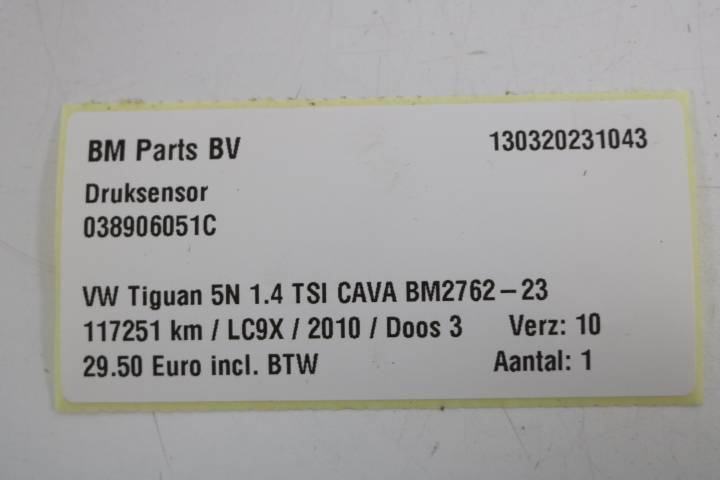 BM Parts BV 130320231043
Druksensor
038906051C
VW Tiguan 5N 1.4 TSI CAVA BM2762-23
117251 km / LC9X / 2010 / Doos 3 Verz: 10
29.50 Euro incl. BTW Aantal: 1